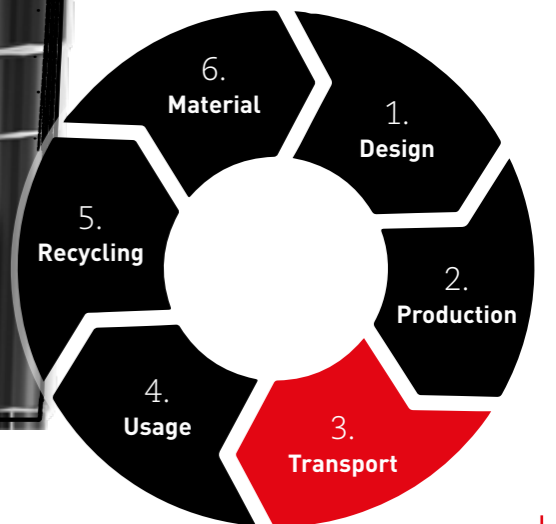 1.
Design
2.
Production
3.
Transport
4.
Usage
5.
Recycling
6.
Material